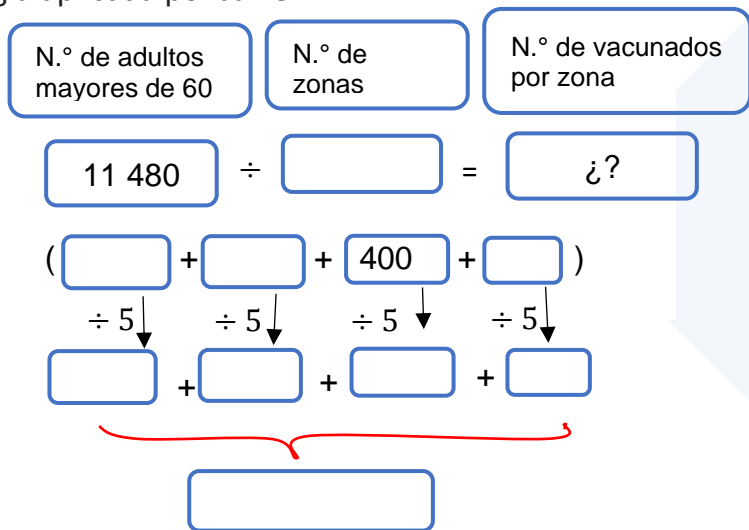 N.° de adultos
mayores de 60
N.° de
zonas
N.° de vacunados
por zona
11 480 ÷ = ¿?
( + + 400 + )
÷ 5 ÷ 5 ÷ 5 ÷ 5
+ + +